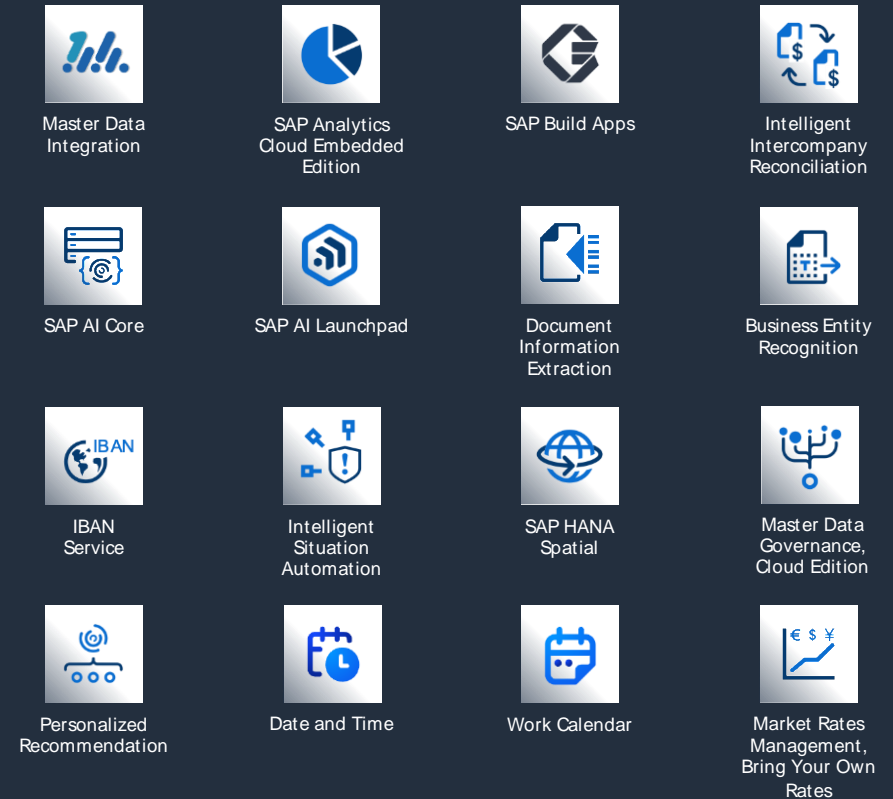 Master Data
Integration
SAP Analytics
Cloud Embedded
Edition
SAP Build Apps
$
$
Intelligent
Intercompany
Reconciliation
SAP AI Core
SAP AI Launchpad
Document
Information
Extraction
T
Business Entity
Recognition
IBAN
IBAN
Service
!
Intelligent
Situation
Automation
SAP HANA
Spatial
Master Data
Governance,
Cloud Edition
Personalized
Recommendation
Date and Time
Work Calendar
€ $ ¥
Market Rates
Management,
Bring Your Own
Rates